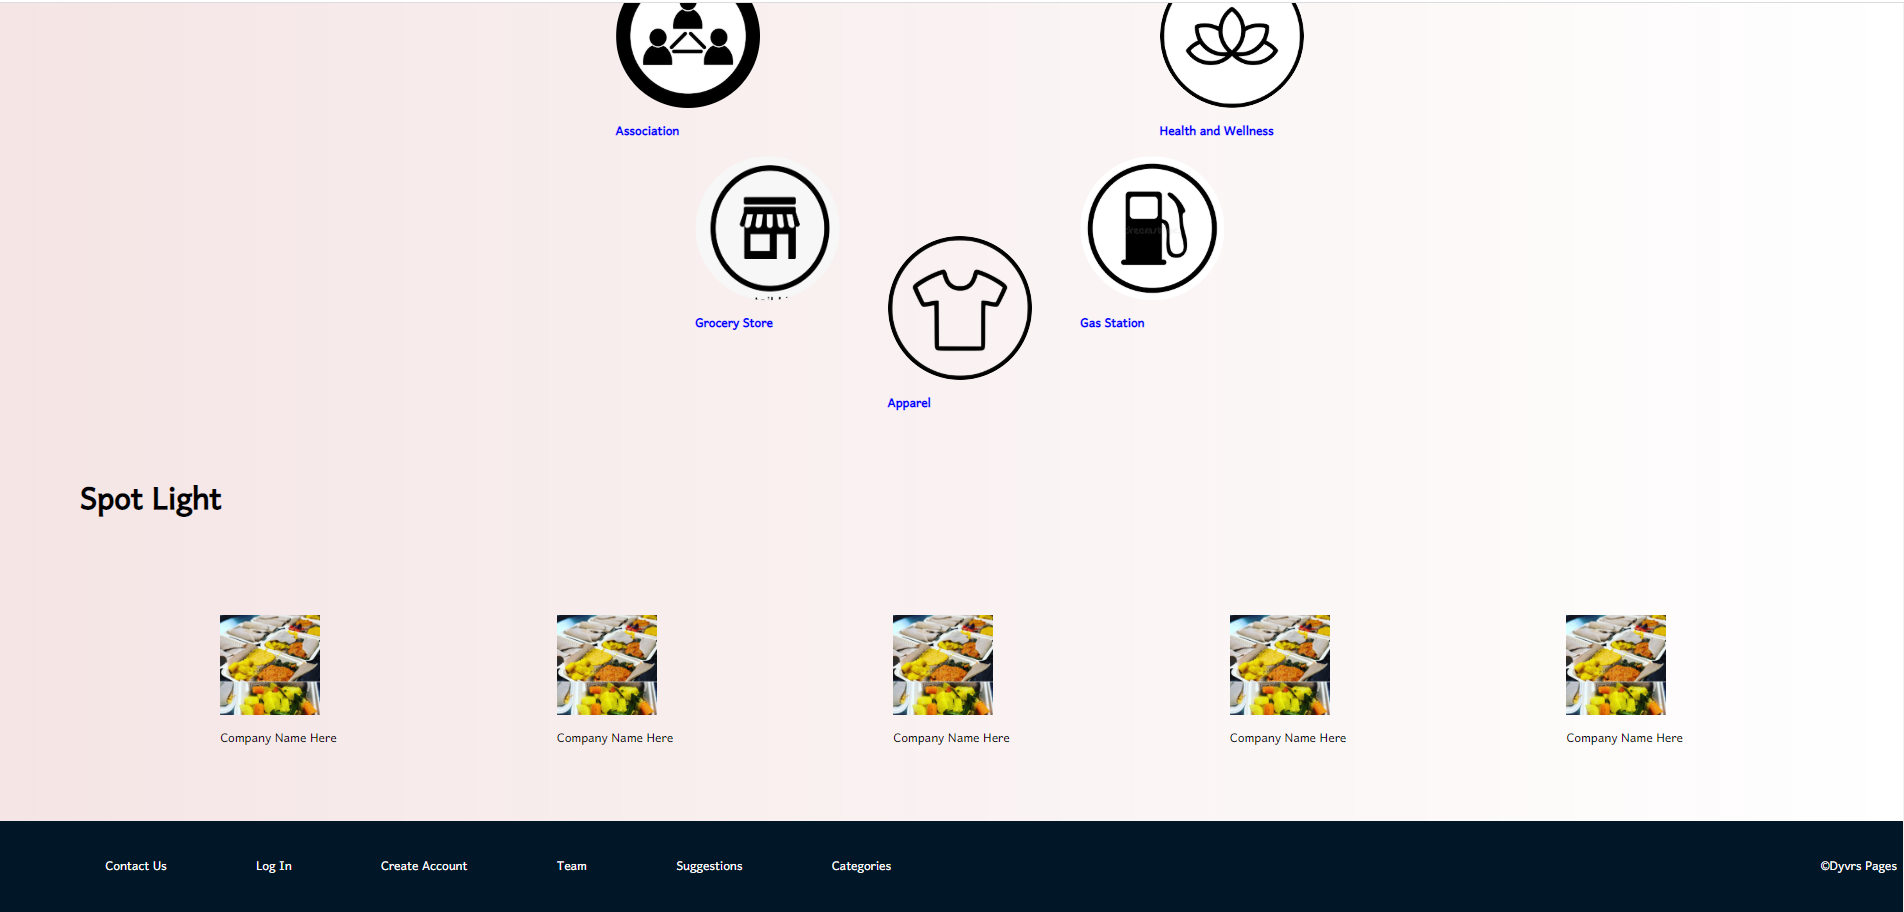 Association
Health and Wellness
Grocery Store
Gas Station
Apparel
Spot Light
Company Name Here
Company Name Here
Company Name Here
Company Name Here
Company Name Here
Contact Us
Log In
Create Account
Team
Suggestions
Categories
©Dyvrs Pages